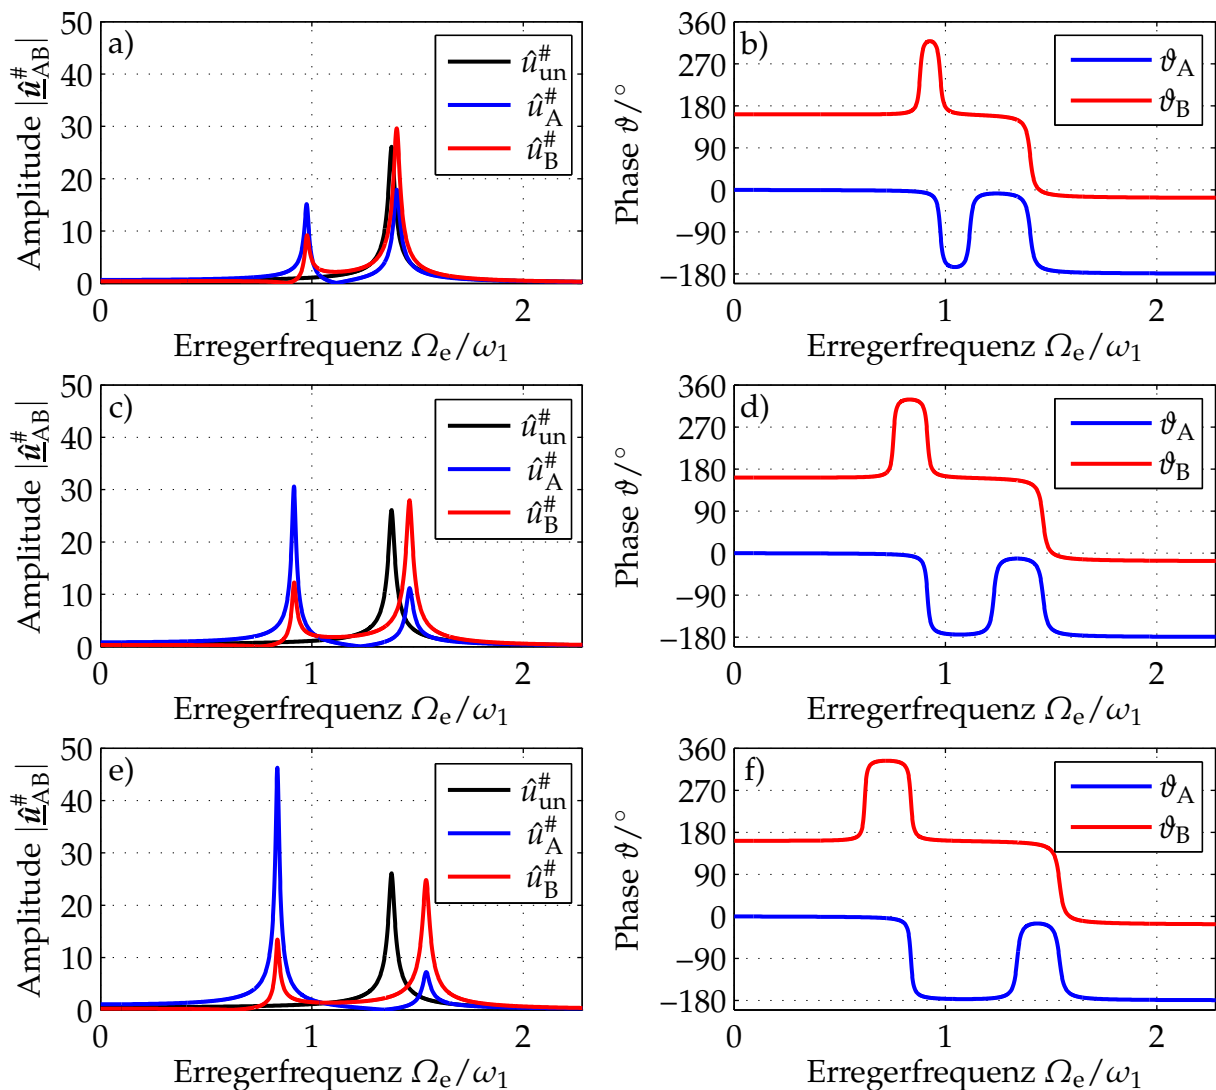 Amplitude |û#AB|
50
40
30
20
10
0
a)
û#un
û#A
û#B
0 1 2
Erregerfrequenz Ωe/ω1
Phase ϑ/°
360
270
180
90
0
−90
−180
b)
ϑA
ϑB
0 1 2
Erregerfrequenz Ωe/ω1
Amplitude |û#AB|
50
40
30
20
10
0
c)
û#un
û#A
û#B
0 1 2
Erregerfrequenz Ωe/ω1
Phase ϑ/°
360
270
180
90
0
−90
−180
d)
ϑA
ϑB
0 1 2
Erregerfrequenz Ωe/ω1
Amplitude |û#AB|
50
40
30
20
10
0
e)
û#un
û#A
û#B
0 1 2
Erregerfrequenz Ωe/ω1
Phase ϑ/°
360
270
180
90
0
−90
−180
f)
ϑA
ϑB
0 1 2
Erregerfrequenz Ωe/ω1